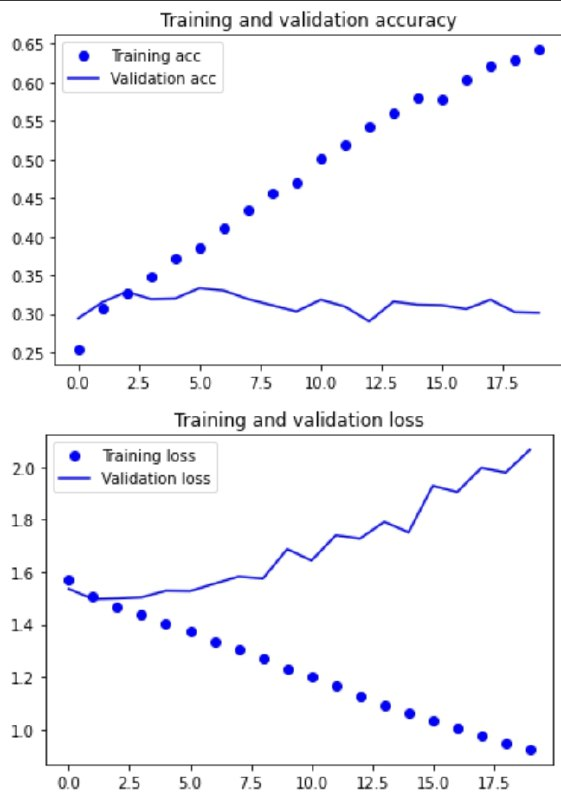 Training and validation accuracy
0.65
0.60
0.55
0.50
0.45
0.40
0.35
0.30
0.25
Training acc
Validation acc
0.0 2.5 5.0 7.5 10.0 12.5 15.0 17.5
Training and validation loss
2.0
1.8
1.6
1.4
1.2
1.0
Training loss
Validation loss
0.0 2.5 5.0 7.5 10.0 12.5 15.0 17.5